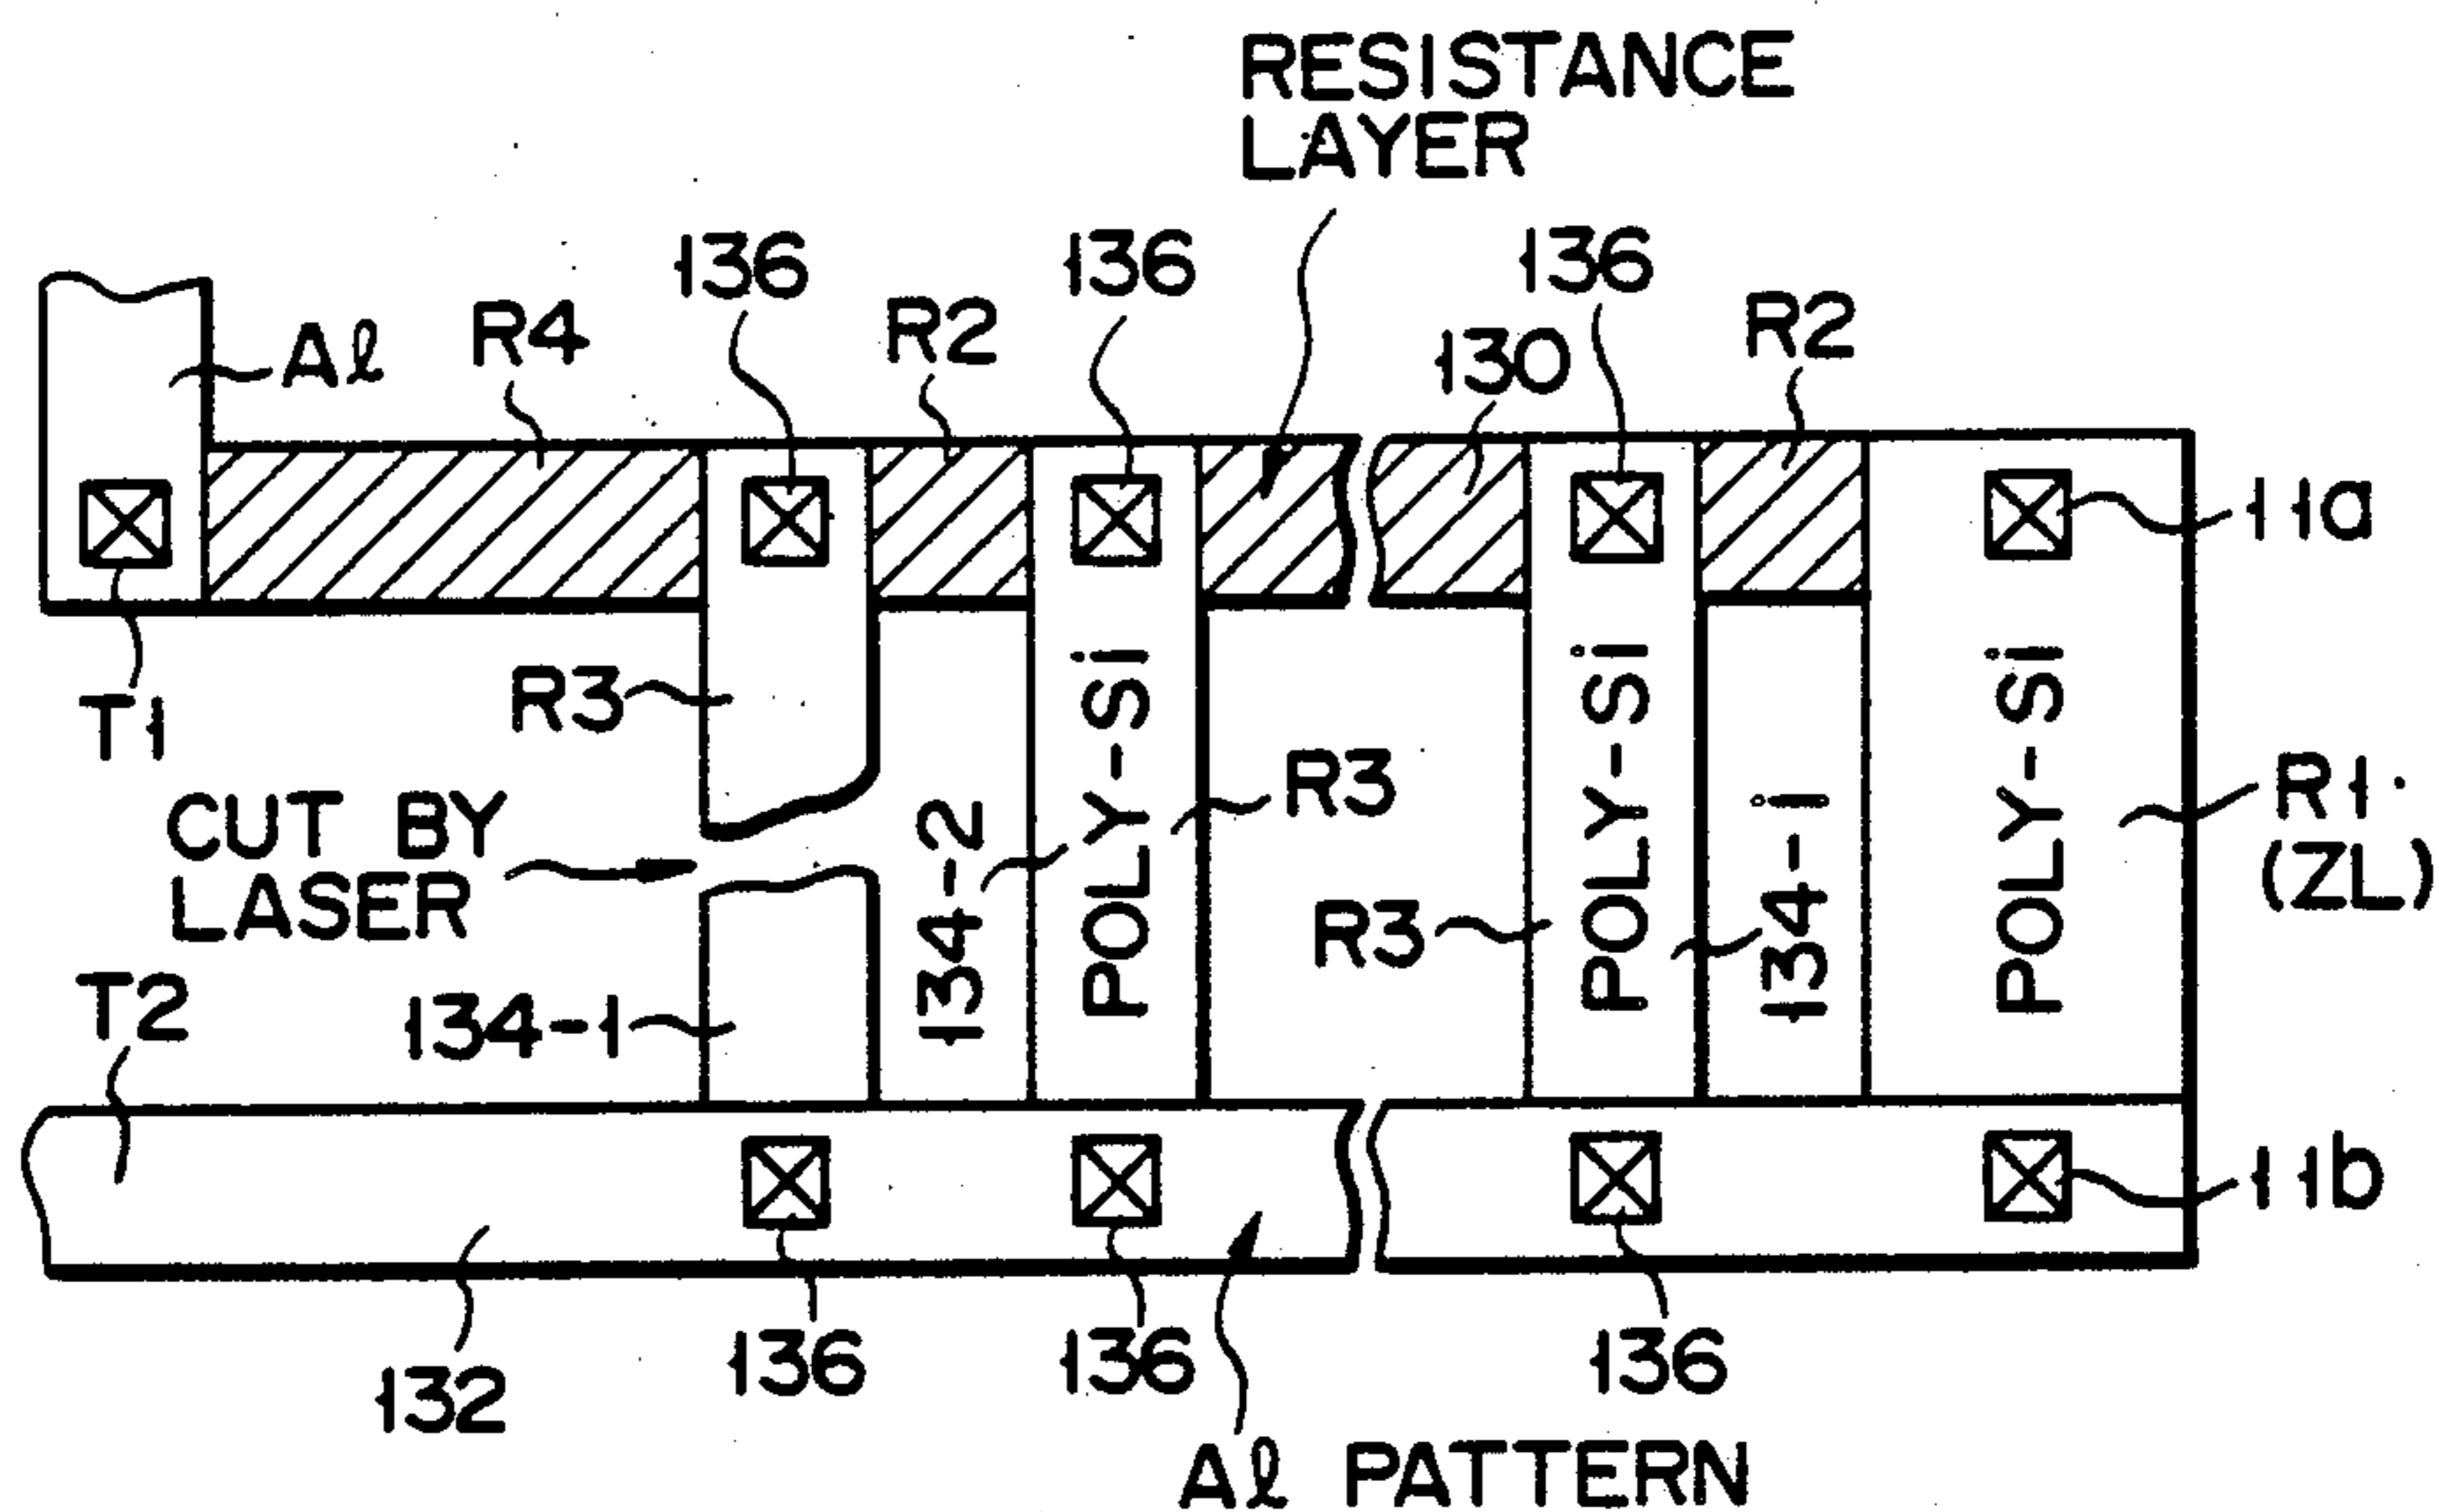 RESISTANCE
LAYER
136
136
136
Al
R4
R2
130
R2
11a
T1
R3
POLY-Si
POLY-Si
POLY-Si
R3
R1
(ZL)
CUT BY
LASER
134-2
134-i
R3
T2
134-1
11b
132
136
136
136
Al PATTERN